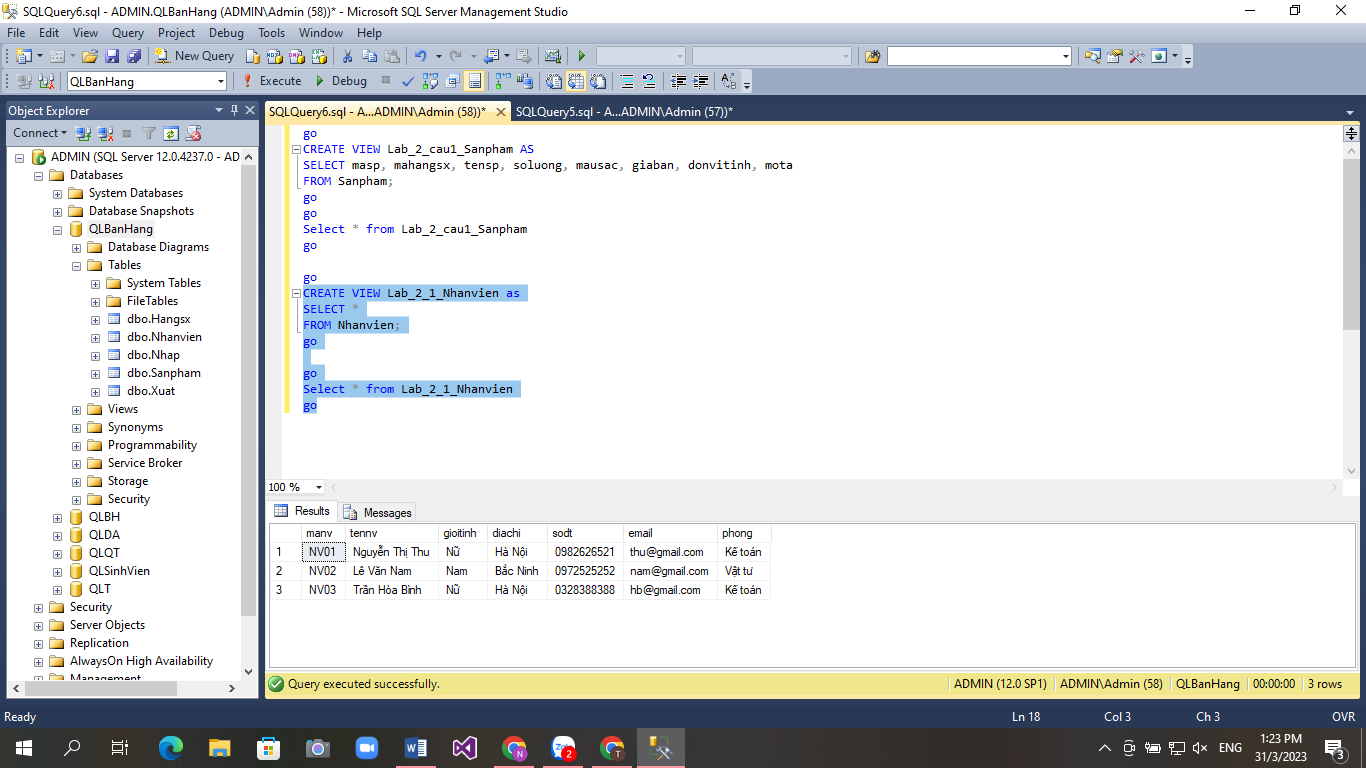 SQLQuery6.sql - ADMIN.QLBanHang (ADMIN\Admin (58))* - Microsoft SQL Server Management Studio
File Edit View Query Project Debug Tools Window Help
New Query
QLBanHang Execute Debug
Object Explorer
Connect
ADMIN (SQL Server 12.0.4237.0 - AD
Databases
System Databases
Database Snapshots
QLBanHang
Database Diagrams
Tables
System Tables
FileTables
dbo.Hangsx
dbo.Nhanvien
dbo.Nhap
dbo.Sanpham
dbo.Xuat
Views
Synonyms
Programmability
Service Broker
Storage
Security
QLBH
QLDA
QLQT
QLSinhVien
QLT
Security
Server Objects
Replication
AlwaysOn High Availability
Management
SQLQuery6.sql - A...ADMIN\Admin (58))* SQLQuery5.sql - A...ADMIN\Admin (57))*
go
CREATE VIEW Lab_2_cau1_Sanpham AS
SELECT masp, mahangsx, tensp, soluong, mausac, giaban, donvitinh, mota
FROM Sanpham;
go
go
Select * from Lab_2_cau1_Sanpham
go
go
CREATE VIEW Lab_2_1_Nhanvien as
SELECT *
FROM Nhanvien;
go
go
Select * from Lab_2_1_Nhanvien
go
100 %
Results Messages
manv tennv gioitinh diachi sodt email phong
1 NV01 Nguyễn Thị Thu Nữ Hà Nội 0982626521 thu@gmail.com Kế toán
2 NV02 Lê Văn Nam Nam Bắc Ninh 0972525252 nam@gmail.com Vật tư
3 NV03 Trần Hòa Bình Nữ Hà Nội 0328388388 hb@gmail.com Kế toán
Query executed successfully. ADMIN (12.0 SP1) ADMIN\Admin (58) QLBanHang 00:00:00 3 rows
Ready Ln 18 Col 3 Ch 3 OVR
ENG
1:23 PM
31/3/2023
3